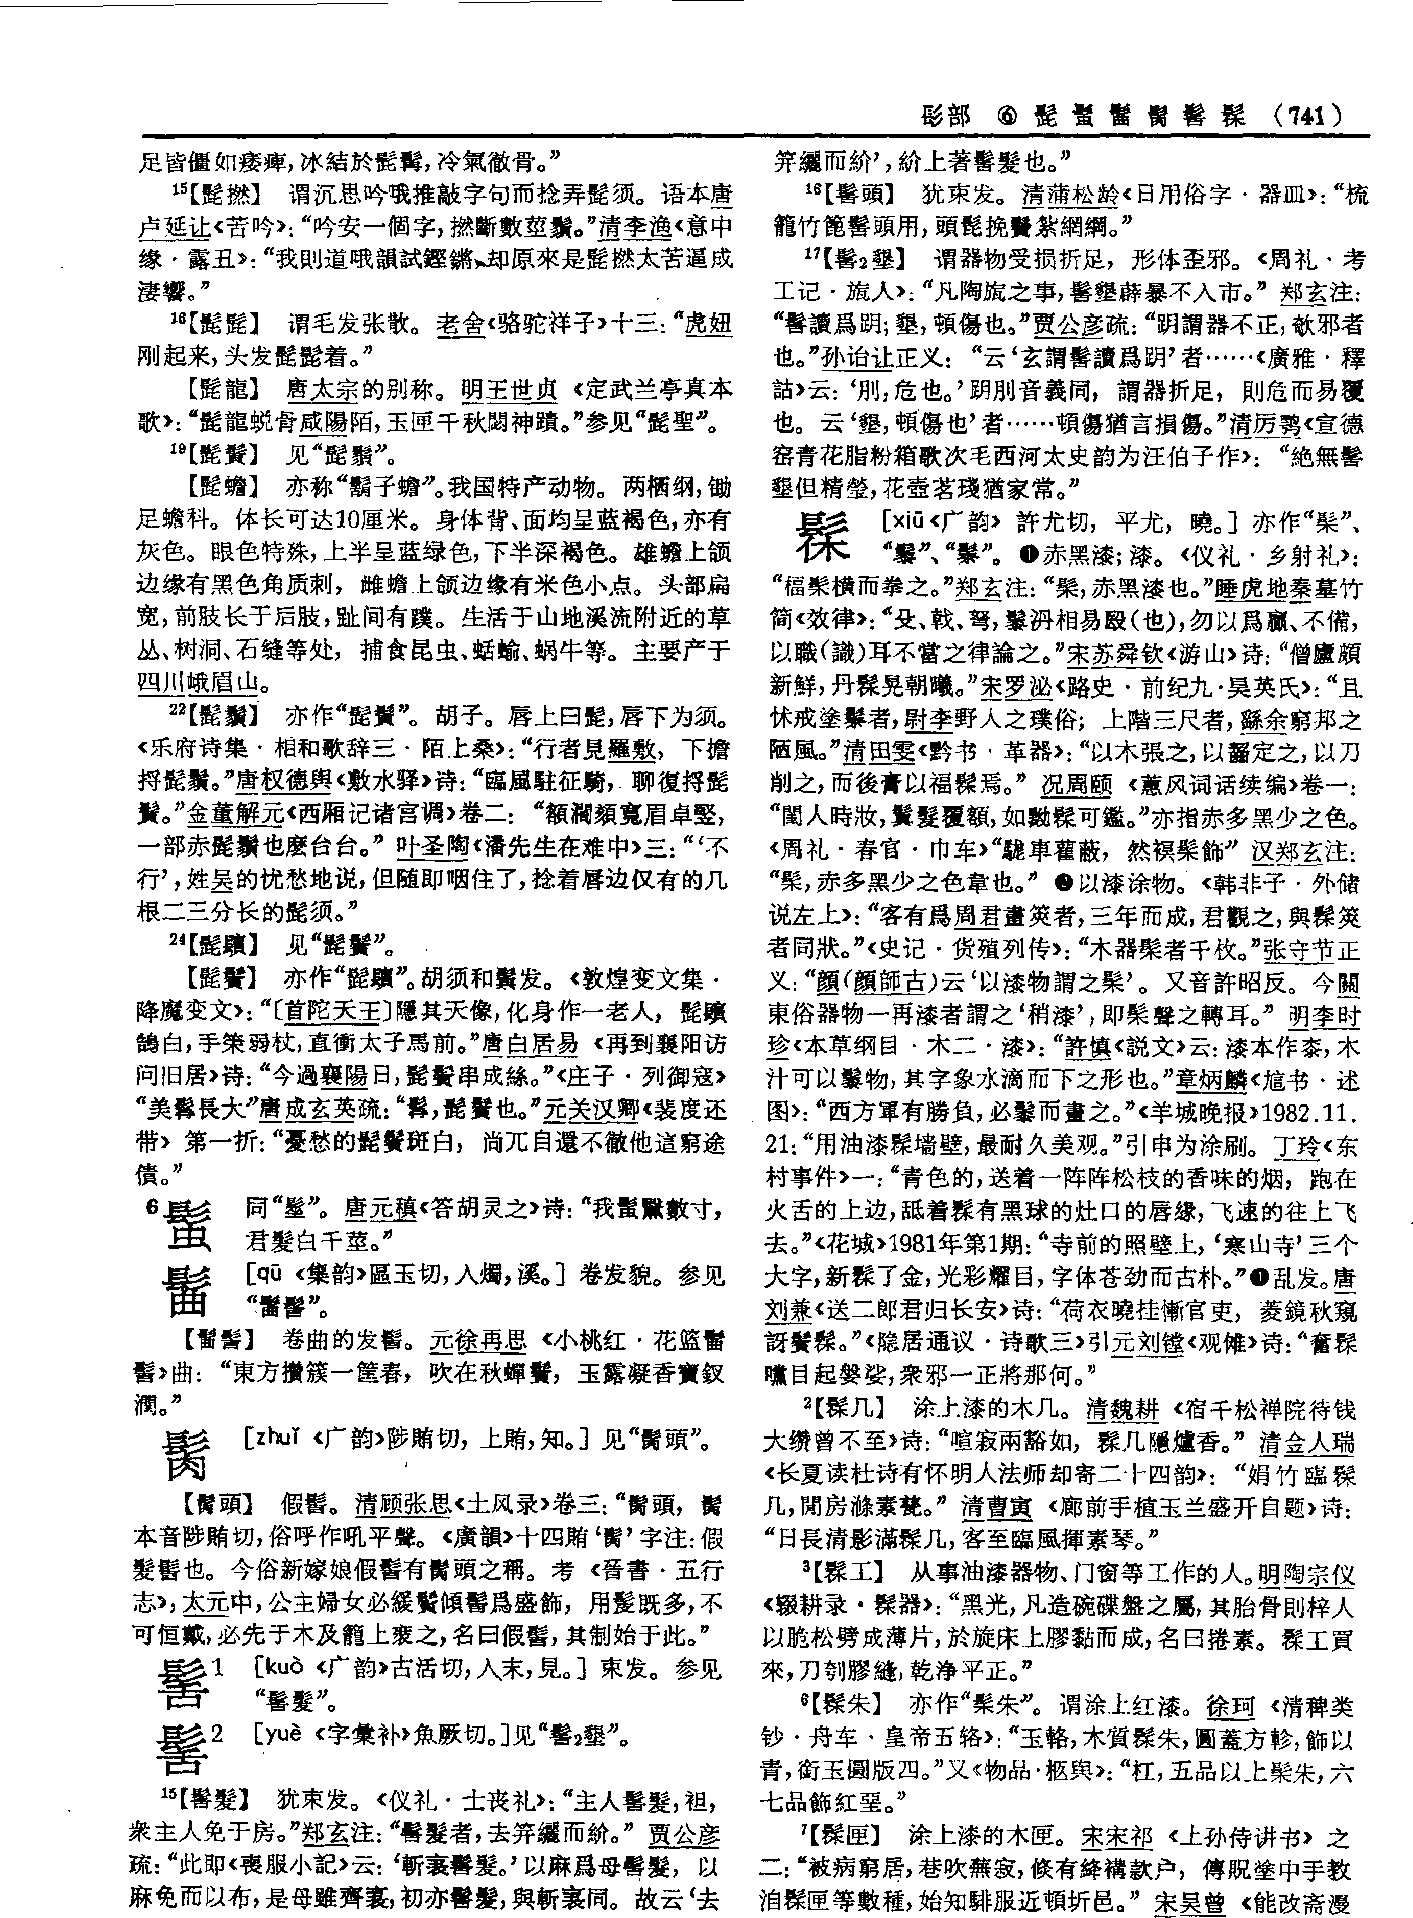 髟部 ⑥ 髭 䰀 䯶 䯳 髺 髹 (741)
足皆僵如痿痺,冰結於髭髯,冷氣徹骨。”
15【髭撚】 谓沉思吟哦推敲字句而捻弄髭须。语本唐
卢延让《苦吟》:“吟安一個字,撚斷數莖鬚。”清李渔《意中
缘·露丑》:“我則道哦韻試鏗鏘,却原來是髭撚太苦逼成
淒響。”
16【髭髭】 谓毛发张散。老舍《骆驼祥子》十三:“虎妞
刚起来,头发髭髭着。”
【髭龍】 唐太宗的别称。明王世贞《定武兰亭真本
歌》:“髭龍蜕骨咸陽陌,玉匣千秋閟神蹟。”参见“髭聖”。
19【髭鬢】 见“髭鬚”。
【髭蟾】 亦称“鬍子蟾”。我国特产动物。两栖纲,锄
足蟾科。体长可达10厘米。身体背、面均呈蓝褐色,亦有
灰色。眼色特殊,上半呈蓝绿色,下半深褐色。雄蟾上颌
边缘有黑色角质刺,雌蟾上颌边缘有米色小点。头部扁
宽,前肢长于后肢,趾间有蹼。生活于山地溪流附近的草
丛、树洞、石缝等处,捕食昆虫、蛞蝓、蜗牛等。主要产于
四川峨眉山。
22【髭鬚】 亦作“髭鬢”。胡子。唇上曰髭,唇下为须。
《乐府诗集·相和歌辞三·陌上桑》:“行者見羅敷,下擔
捋髭鬚。”唐权德舆《敷水驿》诗:“臨風駐征騎,聊復捋髭
鬢。”金董解元《西厢记诸宫调》卷二:“額濶頦寬眉卓竪,
一部赤髭鬚也麽台台。”叶圣陶《潘先生在难中》三:“‘不
行’,姓吴的忧愁地说,但随即咽住了,捻着唇边仅有的几
根二三分长的髭须。”
24【髭鬢】 见“髭鬢”。
【髭鬢】 亦作“髭鬢”。胡须和鬢发。《敦煌变文集·
降魔变文》:“[首陀天王]隱其天像,化身作一老人,髭鬢
鵠白,手策弱杖,直衝太子馬前。”唐白居易《再到襄阳访
问旧居》诗:“今過襄陽日,髭鬢串成絲。”《庄子·列御寇》
“美髯長大”唐成玄英疏:“髯,髭鬢也。”元关汉卿《裴度还
带》第一折:“憂愁的髭鬢斑白,尚兀自還不徹他這窮途
債。”
6 同“𩭤”。唐元稹《答胡灵之》诗:“我鬢鬒數寸,
君髮白千莖。”
[qū《集韵》區玉切,入燭,溪。]卷发貌。参见
“䯶髻”。
【䯶髻】 卷曲的发髻。元徐再思《小桃红·花篮䯶
髻》曲:“東方攢簇一筐春,吹在秋蟬鬢,玉露凝香寶釵
潤。”
[zhuǐ《广韵》陟賄切,上賄,知。]见“䯳頭”。
【䯳頭】 假髻。清顾张思《土风录》卷三:“䯳頭,䯳
本音陟賄切,俗呼作吼平聲。《廣韻》十四賄‘䯳’字注:假
髮髻也。今俗新嫁娘假髻有䯳頭之稱。考《晉書·五行
志》,太元中,公主婦女必緩鬢傾髻爲盛飾,用髲既多,不
可恒戴,必先于木及籠上裝之,名曰假髻,其制始于此。”
髺1 [kuò《广韵》古活切,入末,見。]束发。参见
“髺髮”。
髺2 [yuè《字彙补》魚厥切。]见“髺2墾”。
15【髺髮】 犹束发。《仪礼·士丧礼》:“主人髺髮,袒,
衆主人免于房。”郑玄注:“髺髮者,去笄纚而紒。”贾公彦
疏:“此即《喪服小記》云:‘斬衰髺髮。’以麻爲母髺髮,以
麻免而以布,是母雖齊衰,初亦髺髮,與斬衰同。故云‘去
笄纚而紒’,紒上著髺髮也。”
16【髺頭】 犹束发。清蒲松龄《日用俗字·器皿》:“梳
籠竹篦髺頭用,頭髢挽鬢紮網綱。”
17【髺2墾】 谓器物受损折足,形体歪邪。《周礼·考
工记·旊人》:“凡陶旊之事,髺墾薜暴不入市。”郑玄注:
“髺讀爲跀;墾,頓傷也。”贾公彦疏:“跀謂器不正,欹邪者
也。”孙诒让正义:“云‘玄謂髺讀爲跀’者……《廣雅·釋
詁》云:‘刖,危也。’跀刖音義同,謂器折足,則危而易覆
也。云‘墾,頓傷也’者……頓傷猶言損傷。”清厉鹗《宣德
窑青花脂粉箱歌次毛西河太史韵为汪伯子作》:“絶無髺
墾但精瑩,花壺茗琖猶家常。”
髹 [xiū《广韵》許尤切,平尤,曉。]亦作“髤”、
“䰍”、“鬃”。❶赤黑漆;漆。《仪礼·乡射礼》:
“楅髤横而拳之。”郑玄注:“髤,赤黑漆也。”睡虎地秦墓竹
简《效律》:“殳、戟、弩,䰍㓑相易殹(也),勿以爲赢、不備,
以職(識)耳不當之律論之。”宋苏舜钦《游山》诗:“僧廬頗
新鮮,丹髹晃朝曦。”宋罗泌《路史·前纪九·昊英氏》:“且
怵戒塗䰍者,尉李野人之璞俗;上階三尺者,繇余窮邦之
陋風。”清田雯《黔书·革器》:“以木張之,以齧定之,以刀
削之,而後膏以福髹焉。”况周颐《蕙风词话续编》卷一:
“閨人時妝,鬢髮覆額,如黝髹可鑑。”亦指赤多黑少之色。
《周礼·春官·巾车》“駹車雚蔽,然𧜀髤飾”汉郑玄注:
“髤,赤多黑少之色韋也。”❷以漆涂物。《韩非子·外储
说左上》:“客有爲周君畫筴者,三年而成,君觀之,與髹筴
者同狀。”《史记·货殖列传》:“木器髤者千枚。”张守节正
义:“顔(顔師古)云‘以漆物謂之髤’。又音許昭反。今關
東俗器物一再漆者謂之‘稍漆’,即髤聲之轉耳。”明李时
珍《本草纲目·木二·漆》:“許慎《説文》云:漆本作桼,木
汁可以䰍物,其字象水滴而下之形也。”章炳麟《訄书·述
图》:“西方軍有勝負,必䰍而畫之。”《羊城晚报》1982.11.
21:“用油漆髹墙壁,最耐久美观。”引申为涂刷。丁玲《东
村事件》一:“青色的,送着一阵阵松枝的香味的烟,跑在
火舌的上边,舐着髹有黑球的灶口的唇缘,飞速的往上飞
去。”《花城》1981年第1期:“寺前的照壁上,‘寒山寺’三个
大字,新髹了金,光彩耀目,字体苍劲而古朴。”❸乱发。唐
刘兼《送二郎君归长安》诗:“荷衣曉挂慚官吏,菱鏡秋窺
訝鬢髹。”《隐居通议·诗歌三》引元刘镗《观傩》诗:“奮髹
瞋目起婆娑,衆邪一正將那何。”
2【髹几】 涂上漆的木几。清魏耕《宿千松禅院待钱
大缵曾不至》诗:“喧寂兩豁如,髹几隱爐香。”清金人瑞
《长夏读杜诗有怀明人法师却寄二十四韵》:“娟竹臨髹
几,閒房滌素甆。”清曹寅《廊前手植玉兰盛开自题》诗:
“日長清影滿髹几,客至臨風揮素琴。”
3【髹工】 从事油漆器物、门窗等工作的人。明陶宗仪
《辍耕录·髹器》:“黑光,凡造碗碟盤之屬,其胎骨則梓人
以脆松劈成薄片,於旋床上膠黏而成,名曰捲素。髹工買
來,刀刳膠縫,乾净平正。”
6【髹朱】 亦作“髤朱”。谓涂上红漆。徐珂《清稗类
钞·舟车·皇帝五辂》:“玉輅,木質髹朱,圓蓋方軫,飾以
青,銜玉圓版四。”又《物品·柩舆》:“杠,五品以上髤朱,六
七品飾紅堊。”
7【髹匣】 涂上漆的木匣。宋宋祁《上孙侍讲书》之
二:“被病窮居,巷吹蕪寂,倏有絳褠款户,傳貺塗中手教
洎髹匣等數種,始知騑服近頓圻邑。”宋吴曾《能改斋漫